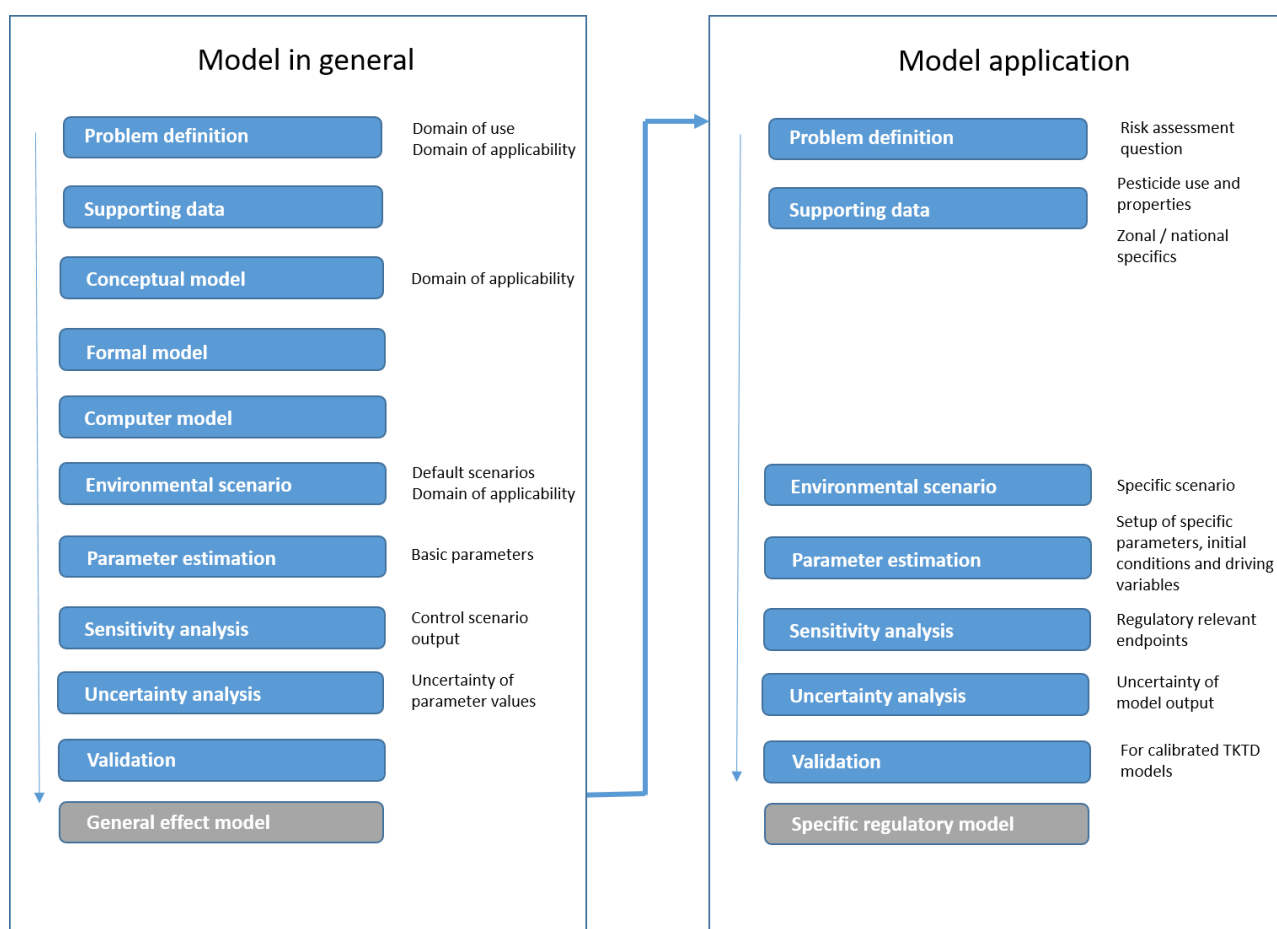 Model in general
Problem definition
Domain of use
Domain of applicability
Supporting data
Conceptual model
Domain of applicability
Formal model
Computer model
Environmental scenario
Default scenarios
Domain of applicability
Parameter estimation
Basic parameters
Sensitivity analysis
Control scenario
output
Uncertainty analysis
Uncertainty of
parameter values
Validation
General effect model
Model application
Problem definition
Risk assessment
question
Supporting data
Pesticide use and
properties
Zonal / national
specifics
Environmental scenario
Specific scenario
Parameter estimation
Setup of specific
parameters, initial
conditions and driving
variables
Sensitivity analysis
Regulatory relevant
endpoints
Uncertainty analysis
Uncertainty of
model output
Validation
For calibrated TKTD
models
Specific regulatory model